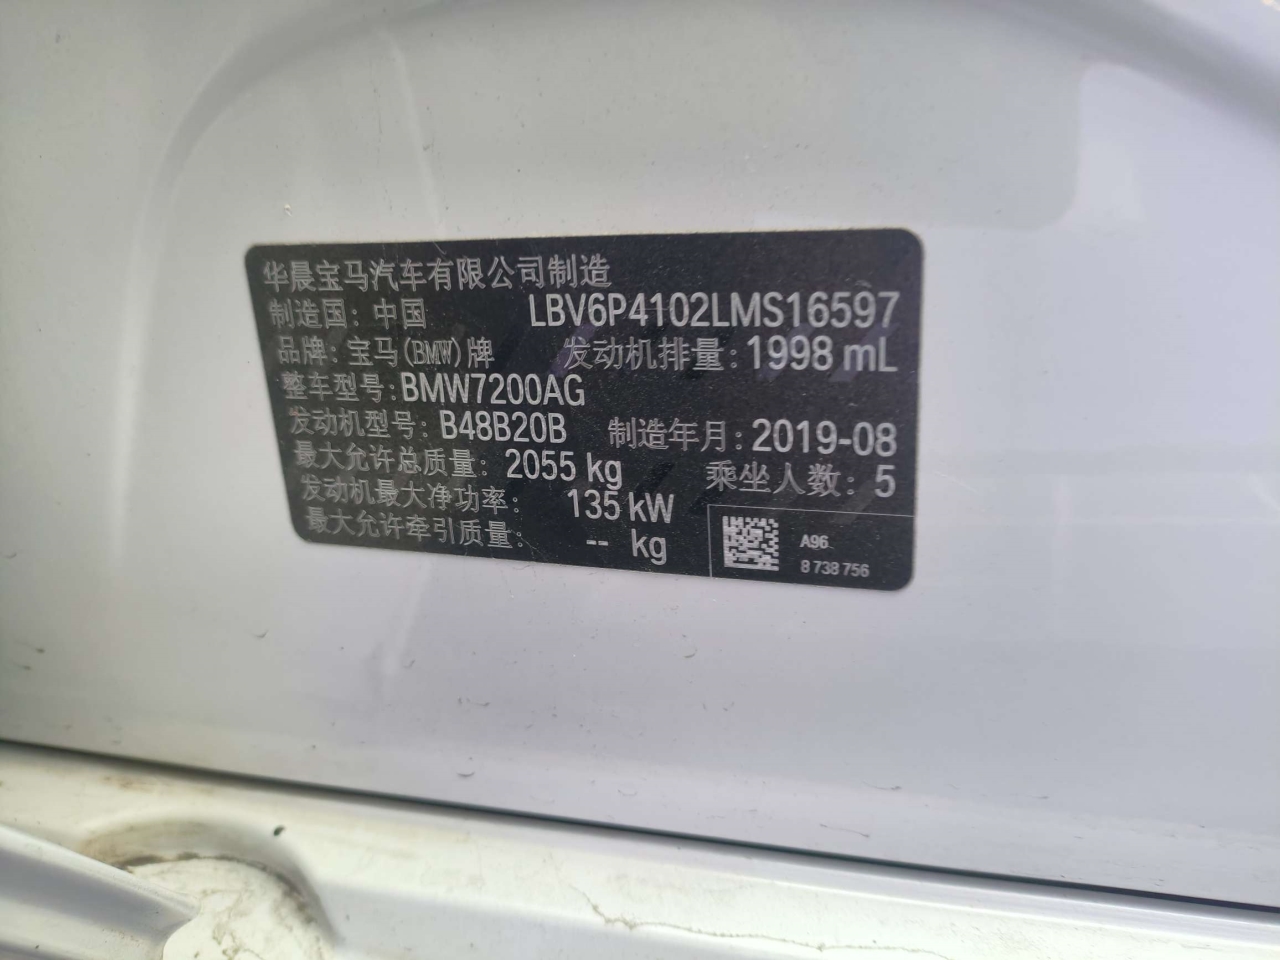 华晨宝马汽车有限公司制造
制造国：中国 LBV6P4102LMS16597
品牌：宝马(BMW)牌 发动机排量：1998 mL
整车型号：BMW7200AG
发动机型号：B48B20B 制造年月：2019-08
最大允许总质量：2055 kg 乘坐人数：5
发动机最大净功率：135 kW
最大允许牵引质量：-- kg
A96
8 738 756